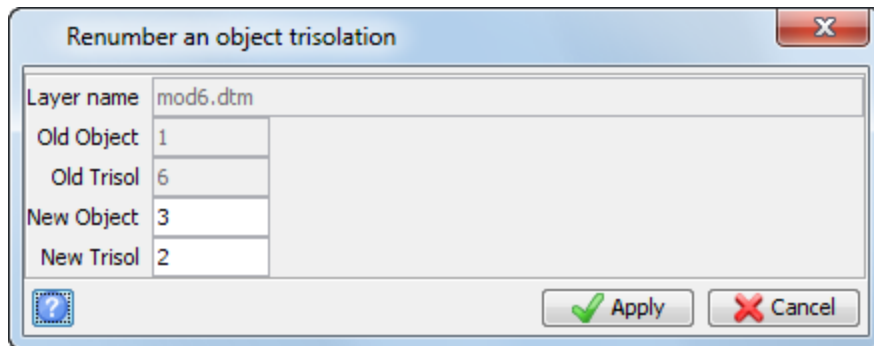 Renumber an object trisolation
Layer name mod6.dtm
Old Object 1
Old Trisol 6
New Object 3
New Trisol 2
? Apply Cancel